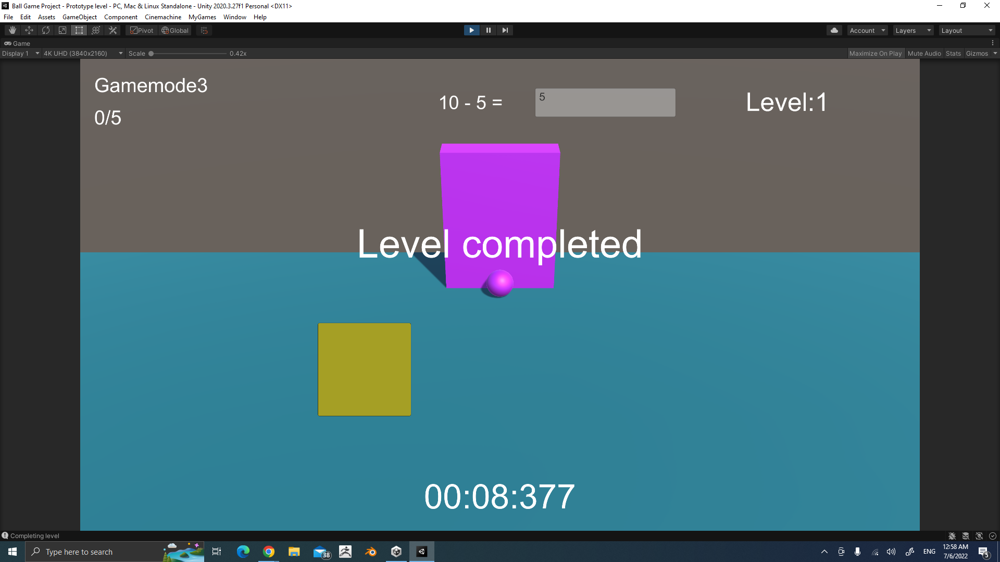 Ball Game Project - Prototype level - PC, Mac & Linux Standalone - Unity 2020.3.27f1 Personal <DX11>
File Edit Assets GameObject Component Cinemachine MyGames Window Help
Pivot Global Account Layers Layout
Game
Display 1 4K UHD (3840x2160) Scale 0.42x Maximize On Play Mute Audio Stats Gizmos
Gamemode3
10 - 5 = 5 Level:1
0/5
Level completed
00:08:377
Completing level
Type here to search 38 ENG 12:58 AM
7/6/2022 5